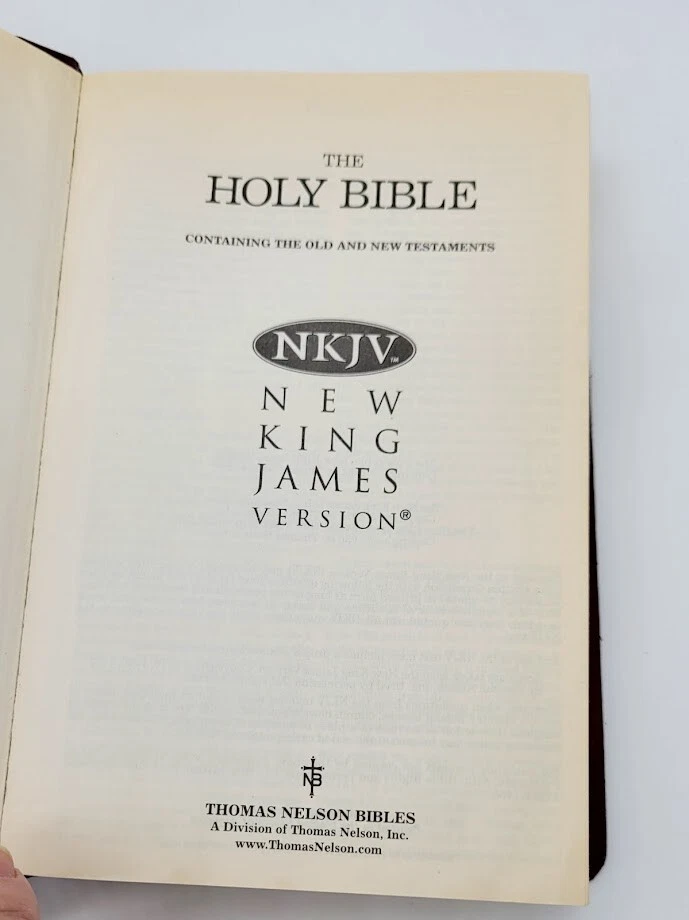 THE
HOLY BIBLE
CONTAINING THE OLD AND NEW TESTAMENTS
NKJV™
NEW
KING
JAMES
VERSION®
NB
THOMAS NELSON BIBLES
A Division of Thomas Nelson, Inc.
www.ThomasNelson.com